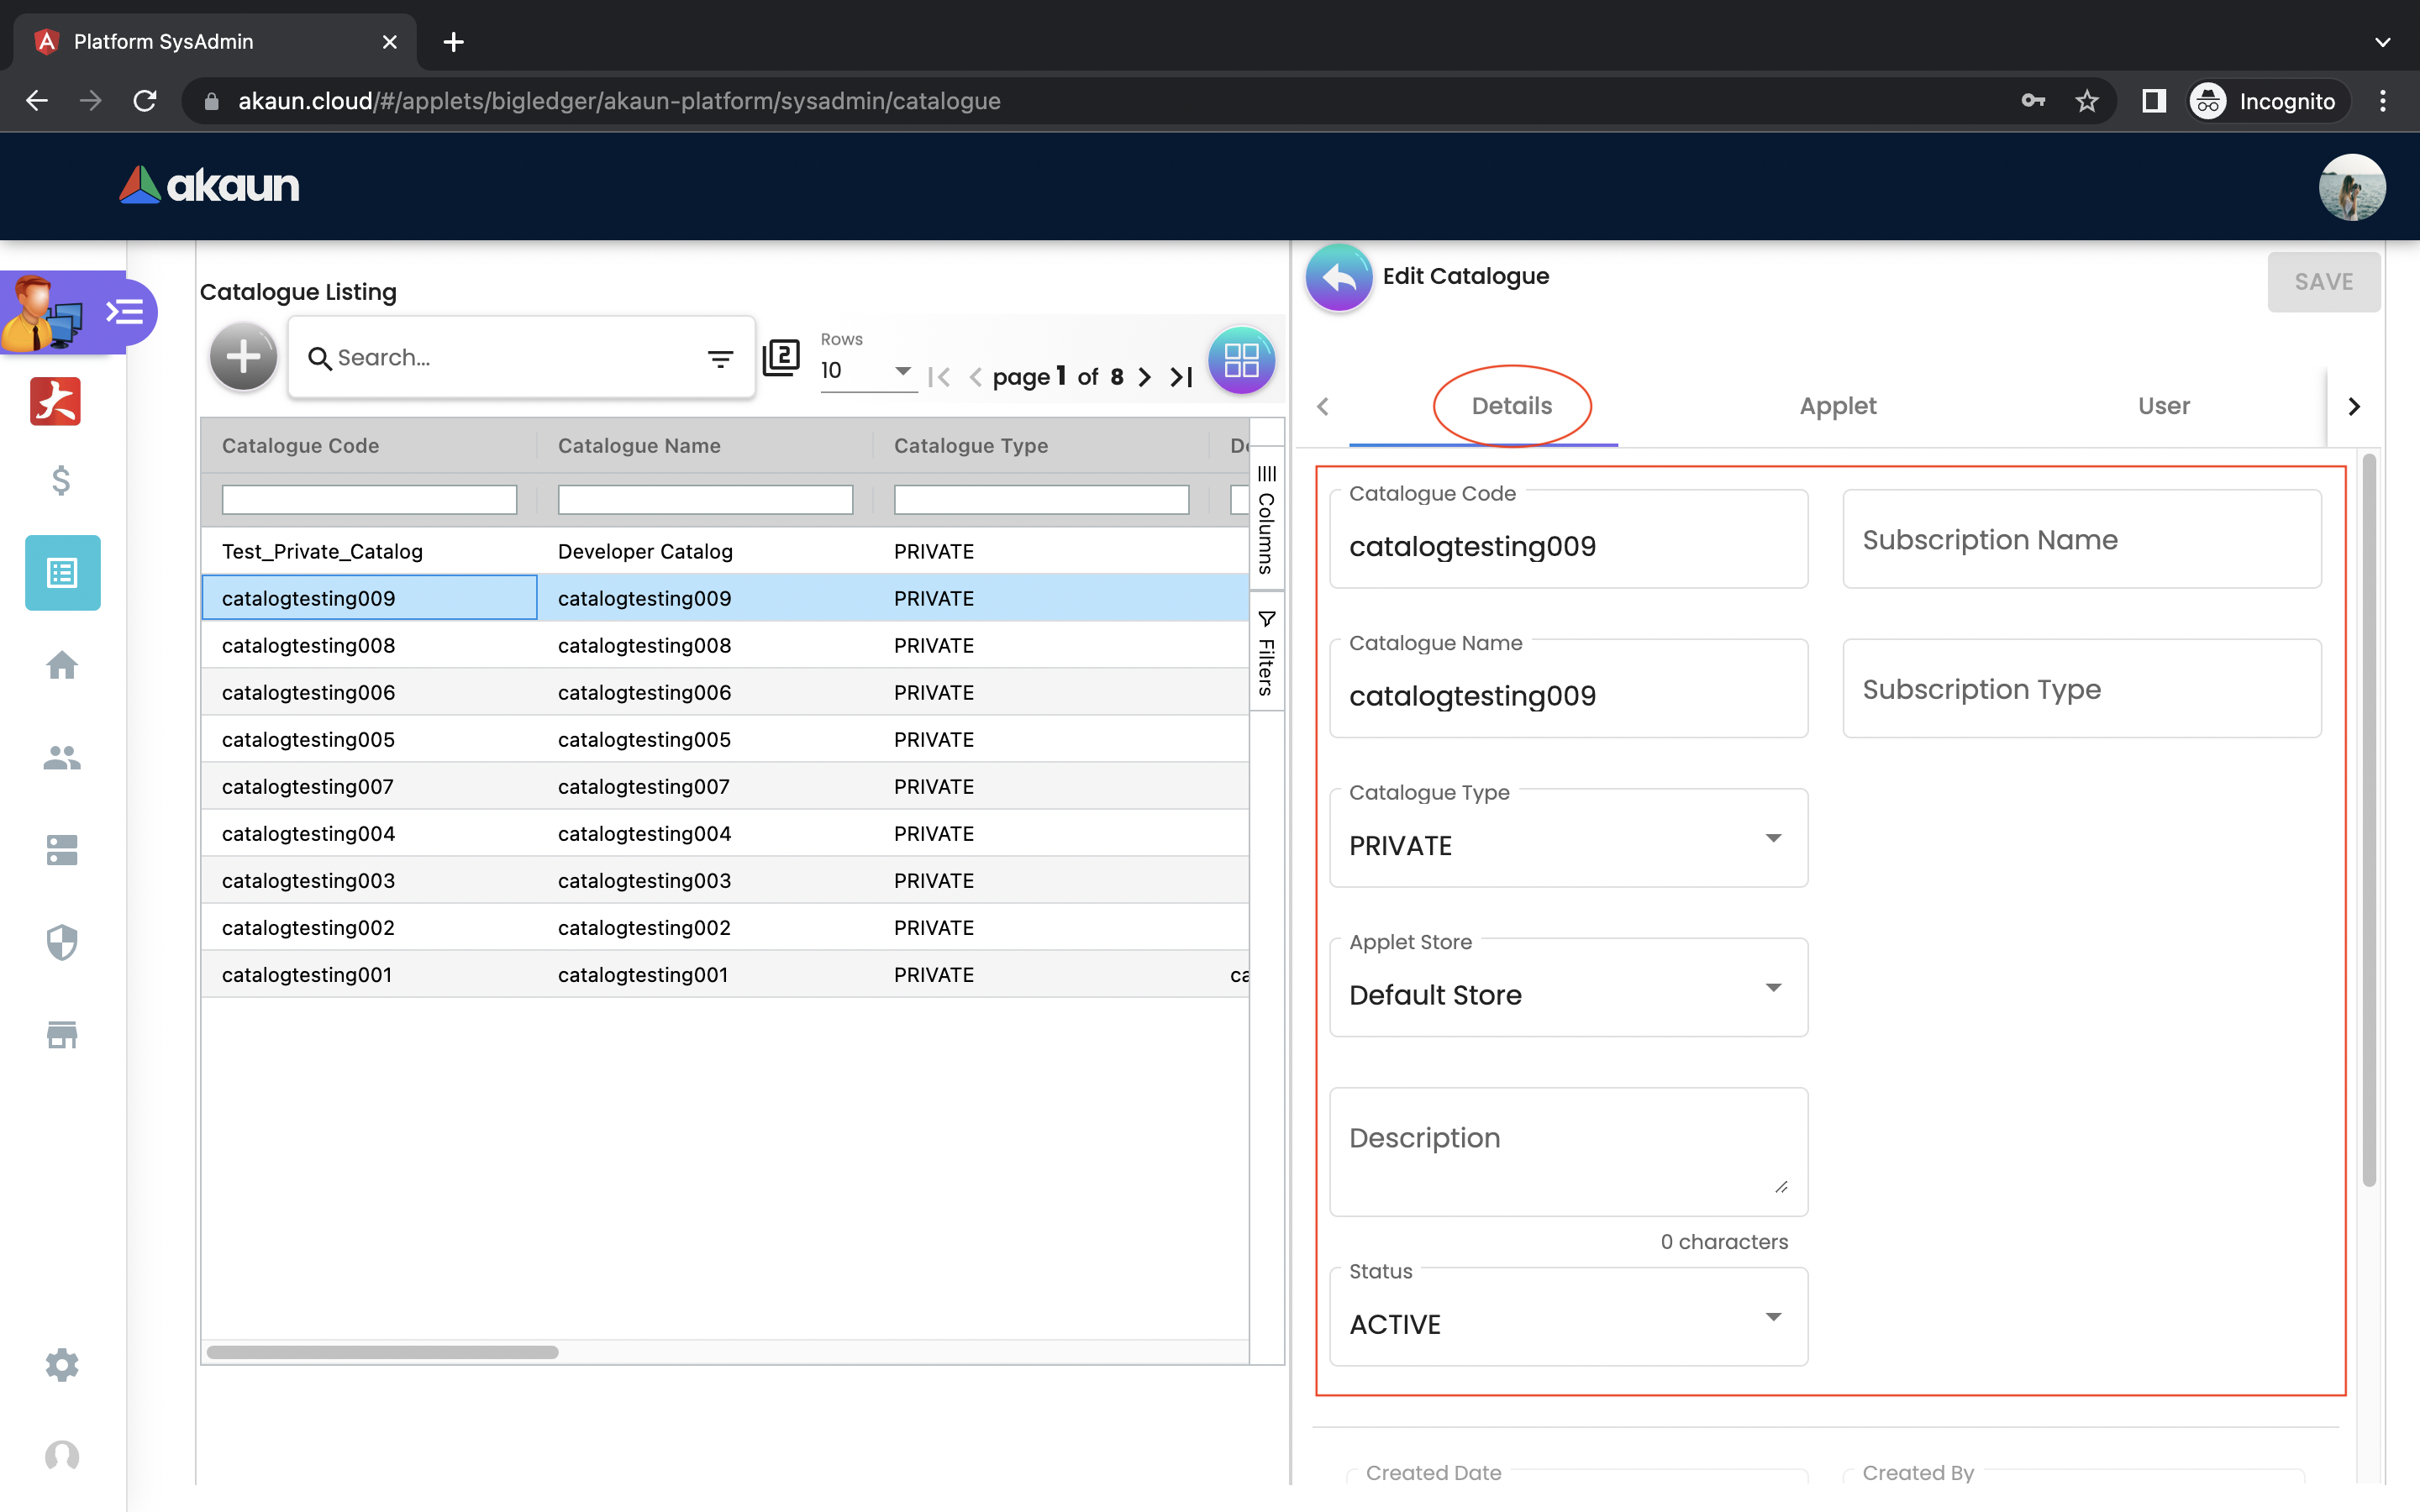 Platform SysAdmin
akaun.cloud/#/applets/bigledger/akaun-platform/sysadmin/catalogue
Incognito
akaun
Catalogue Listing
Search...
2
Rows
10
page 1 of 8
Catalogue Code Catalogue Name Catalogue Type De
Test_Private_Catalog Developer Catalog PRIVATE
catalogtesting009 catalogtesting009 PRIVATE
catalogtesting008 catalogtesting008 PRIVATE
catalogtesting006 catalogtesting006 PRIVATE
catalogtesting005 catalogtesting005 PRIVATE
catalogtesting007 catalogtesting007 PRIVATE
catalogtesting004 catalogtesting004 PRIVATE
catalogtesting003 catalogtesting003 PRIVATE
catalogtesting002 catalogtesting002 PRIVATE
catalogtesting001 catalogtesting001 PRIVATE ca
Columns
Filters
Edit Catalogue
SAVE
Details Applet User
Catalogue Code
catalogtesting009
Subscription Name
Catalogue Name
catalogtesting009
Subscription Type
Catalogue Type
PRIVATE
Applet Store
Default Store
Description
0 characters
Status
ACTIVE
Created Date
Created By